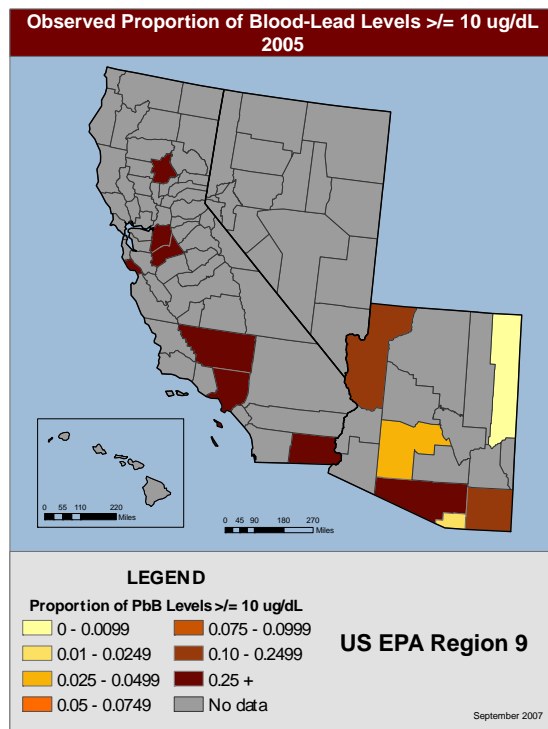 Observed Proportion of Blood-Lead Levels >/= 10 ug/dL
2005
0 55 110 220
Miles
0 45 90 180 270
Miles
LEGEND
Proportion of PbB Levels >/= 10 ug/dL
0 - 0.0099
0.01 - 0.0249
0.025 - 0.0499
0.05 - 0.0749
0.075 - 0.0999
0.10 - 0.2499
0.25 +
No data
US EPA Region 9
September 2007